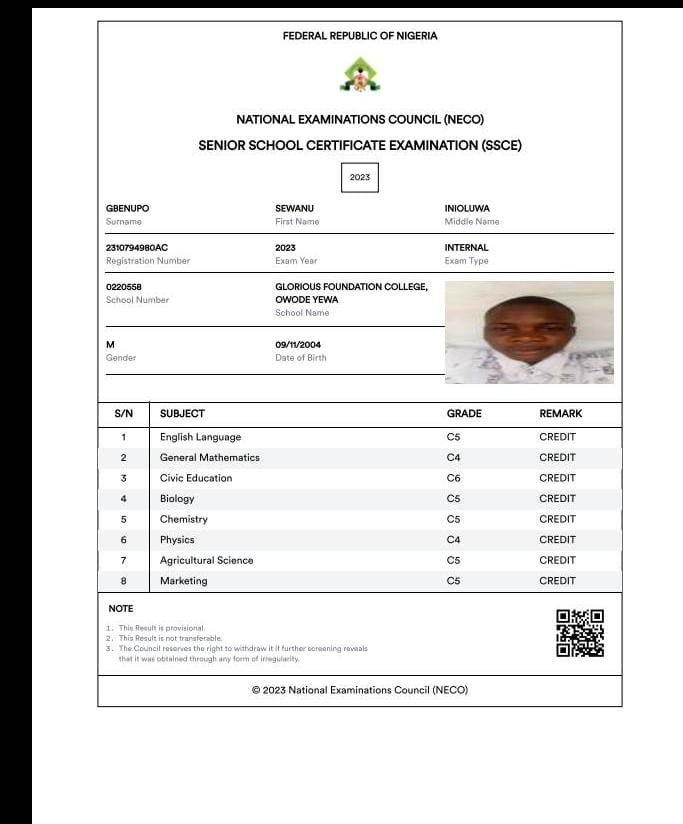 FEDERAL REPUBLIC OF NIGERIA
NATIONAL EXAMINATIONS COUNCIL (NECO)
SENIOR SCHOOL CERTIFICATE EXAMINATION (SSCE)
2023
GBENUPO SEWANU INIOLUWA
Surname First Name Middle Name
2310794980AC 2023 INTERNAL
Registration Number Exam Year Exam Type
0220558 GLORIOUS FOUNDATION COLLEGE,
OWODE YEWA
School Number
School Name
M 09/11/2004
Gender Date of Birth
S/N SUBJECT GRADE REMARK
1 English Language C5 CREDIT
2 General Mathematics C4 CREDIT
3 Civic Education C6 CREDIT
4 Biology C5 CREDIT
5 Chemistry C5 CREDIT
6 Physics C4 CREDIT
7 Agricultural Science C5 CREDIT
8 Marketing C5 CREDIT
NOTE
1. This Result is provisional.
2. This Result is not transferable.
3. The Council reserves the right to withdraw it if further screening reveals
that it was obtained through any form of irregularity.
© 2023 National Examinations Council (NECO)